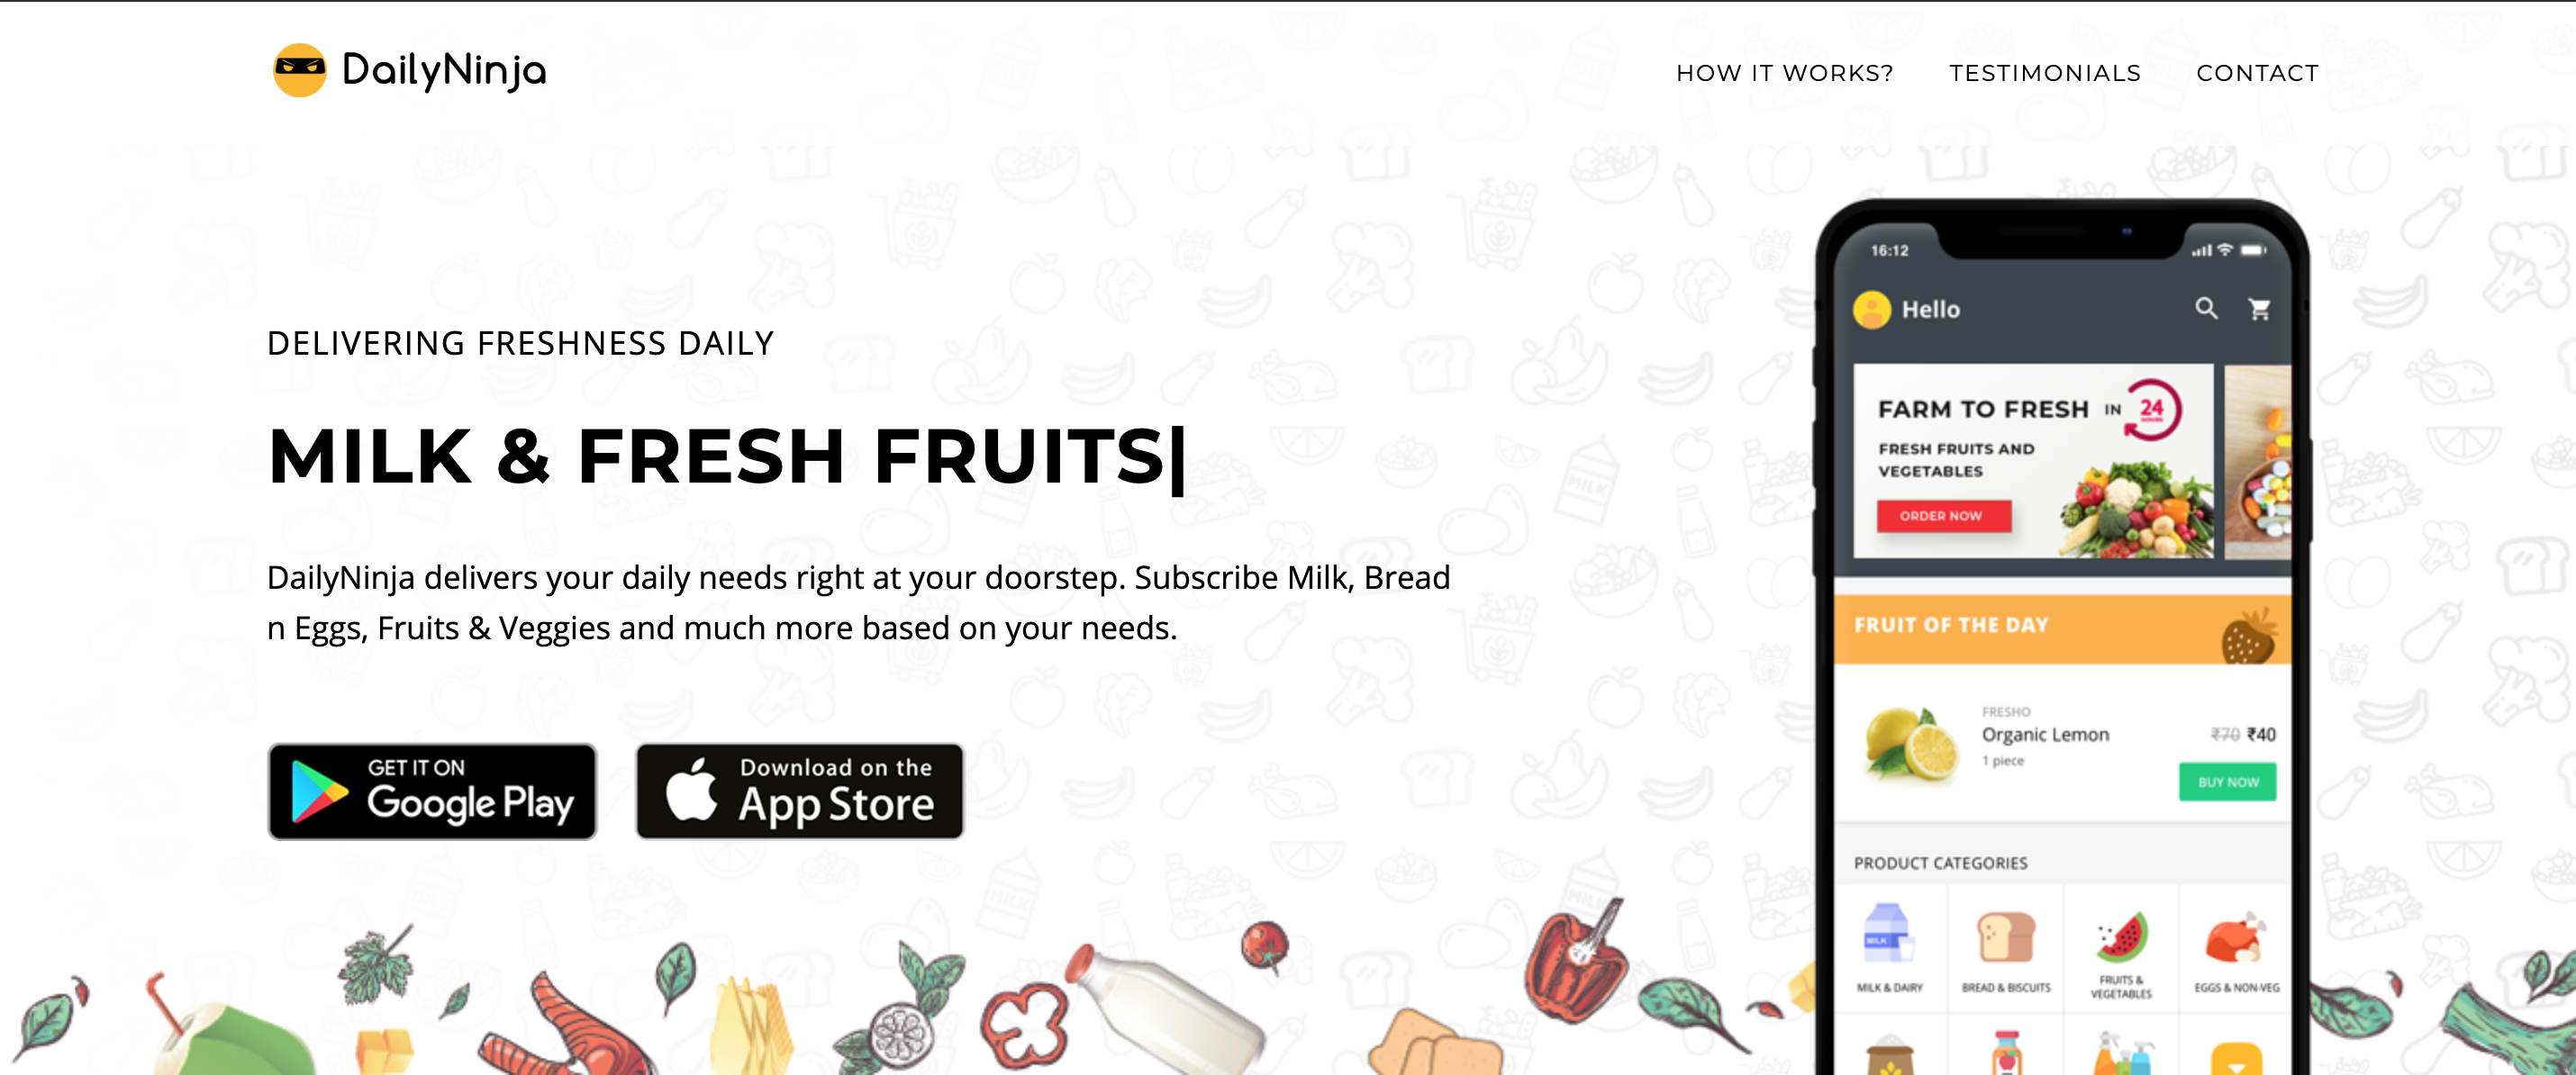 DailyNinja
HOW IT WORKS?
TESTIMONIALS
CONTACT
DELIVERING FRESHNESS DAILY
MILK & FRESH FRUITS|
DailyNinja delivers your daily needs right at your doorstep. Subscribe Milk, Bread
n Eggs, Fruits & Veggies and much more based on your needs.
GET IT ON
Google Play
Download on the
App Store
16:12
Hello
FARM TO FRESH IN 24
HOURS
FRESH FRUITS AND
VEGETABLES
ORDER NOW
FRUIT OF THE DAY
FRESHO
Organic Lemon
₹70 ₹40
1 piece
BUY NOW
PRODUCT CATEGORIES
MILK
MILK & DAIRY
BREAD & BISCUITS
FRUITS &
VEGETABLES
EGGS & NON-VEG